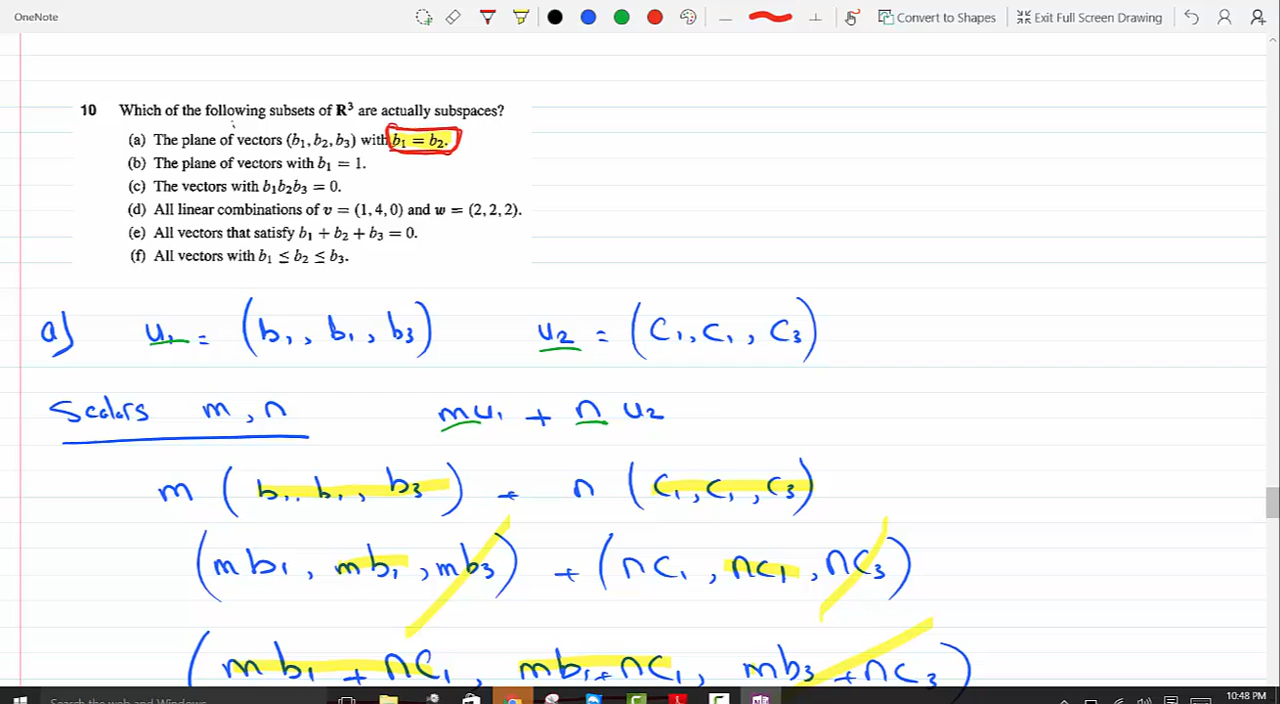 OneNote
Convert to Shapes
Exit Full Screen Drawing
10 Which of the following subsets of R³ are actually subspaces?
(a) The plane of vectors (b₁, b₂, b₃) with b₁ = b₂.
(b) The plane of vectors with b₁ = 1.
(c) The vectors with b₁b₂b₃ = 0.
(d) All linear combinations of v = (1, 4, 0) and w = (2, 2, 2).
(e) All vectors that satisfy b₁ + b₂ + b₃ = 0.
(f) All vectors with b₁ ≤ b₂ ≤ b₃.
a) u₁ = (b₁, b₁, b₃) u₂ = (C₁, C₁, C₃)
Scalars m, n mu₁ + n u₂
m (b₁, b₁, b₃) + n (C₁, C₁, C₃)
(mb₁, mb₁, mb₃) + (nC₁, nC₁, nC₃)
(mb₁ + nC₁, mb₁+nC₁, mb₃+nC₃)
Search the web and Windows
10:48 PM